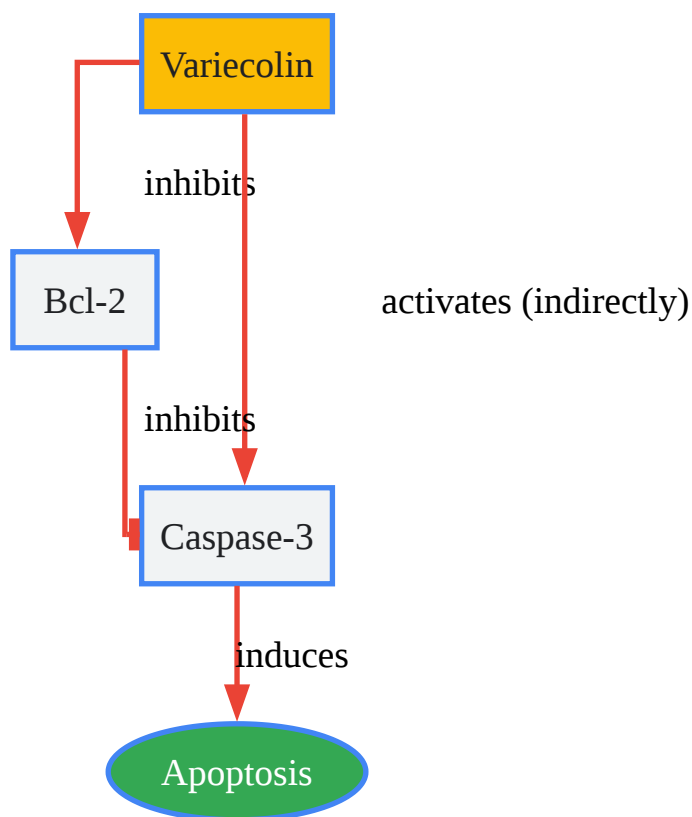 Variecolin
inhibits
Bcl-2
activates (indirectly)
inhibits
Caspase-3
induces
Apoptosis